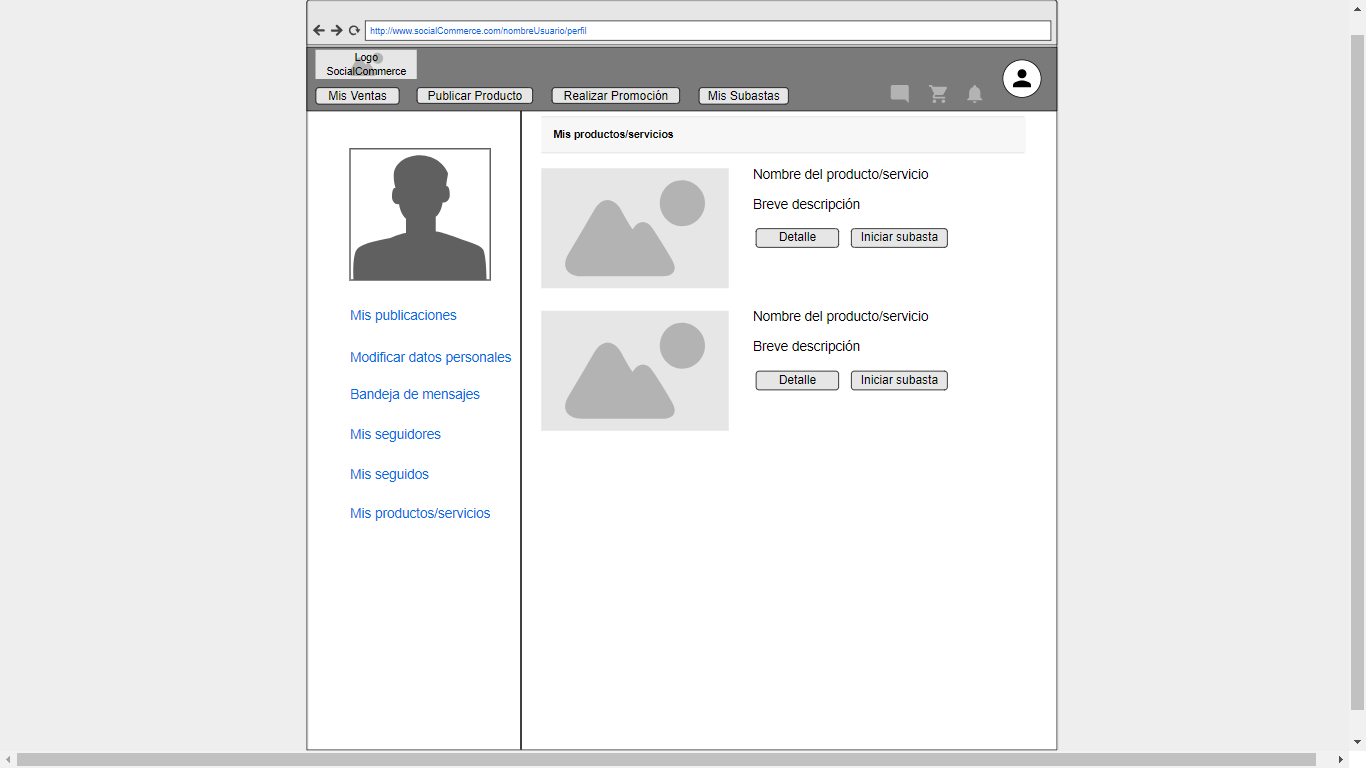 http://www.socialCommerce.com/nombreUsuario/perfil
Logo
SocialCommerce
Mis Ventas
Publicar Producto
Realizar Promoción
Mis Subastas
Mis publicaciones
Modificar datos personales
Bandeja de mensajes
Mis seguidores
Mis seguidos
Mis productos/servicios
Mis productos/servicios
Nombre del producto/servicio
Breve descripción
Detalle
Iniciar subasta
Nombre del producto/servicio
Breve descripción
Detalle
Iniciar subasta